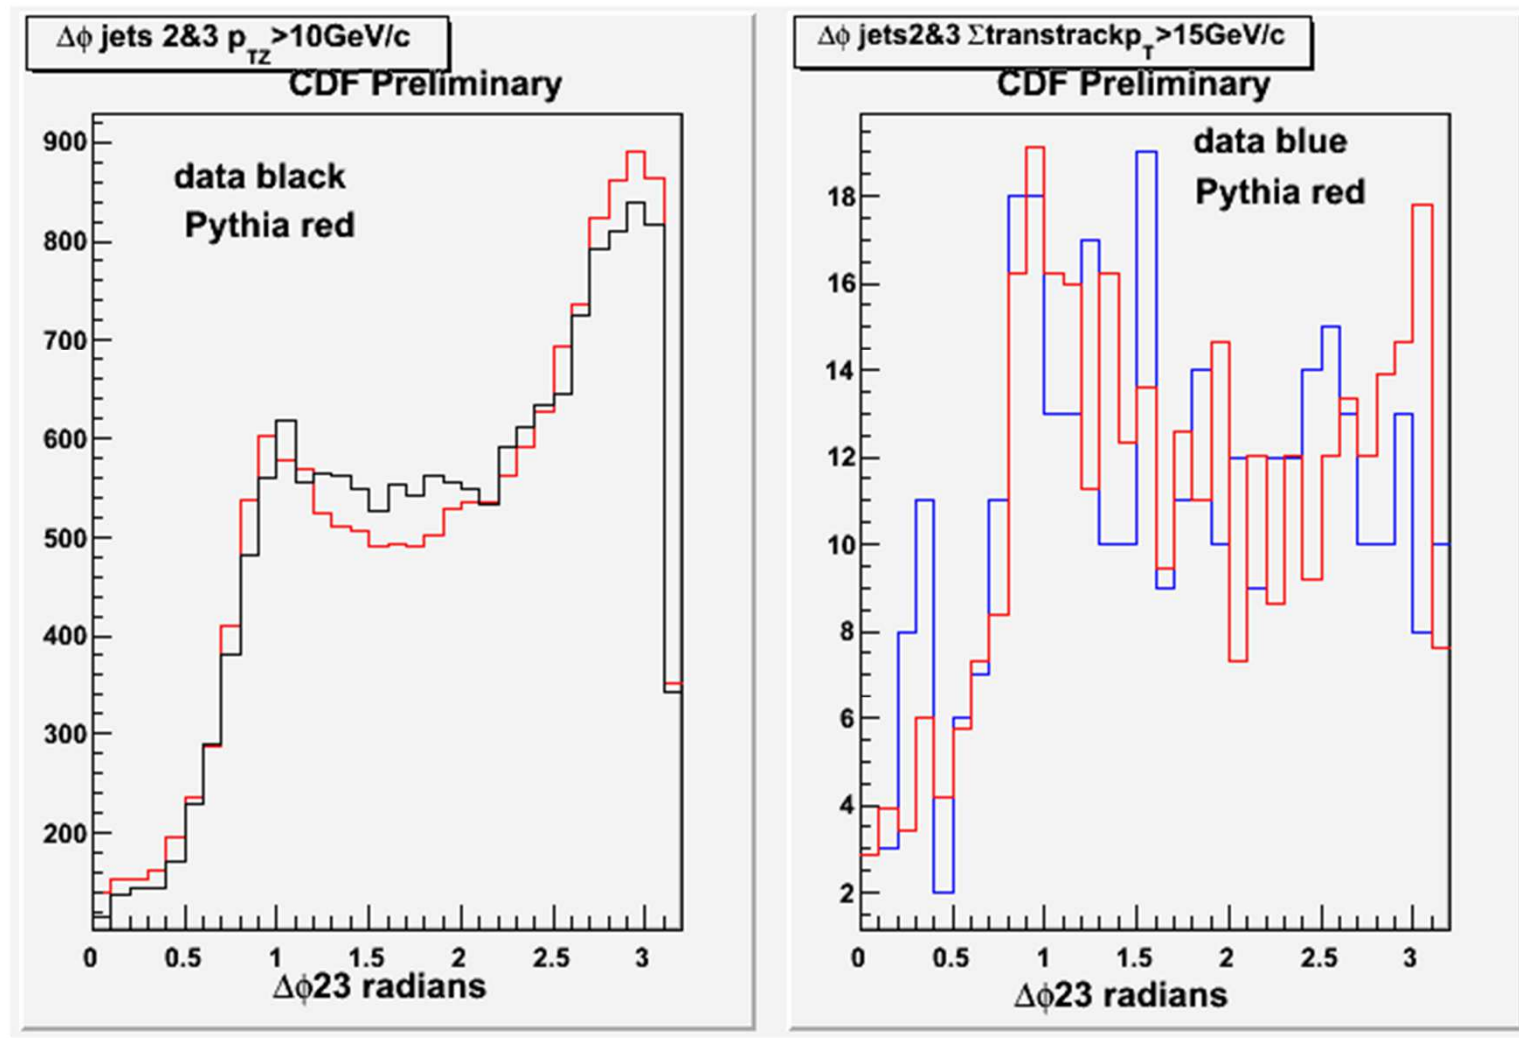 Δϕ jets 2&3 pTZ>10GeV/c
CDF Preliminary
data black
Pythia red
900
800
700
600
500
400
300
200
0 0.5 1 1.5 2 2.5 3
Δϕ23 radians
Δϕ jets2&3 ΣtranstrackpT>15GeV/c
CDF Preliminary
data blue
Pythia red
18
16
14
12
10
8
6
4
2
0 0.5 1 1.5 2 2.5 3
Δϕ23 radians